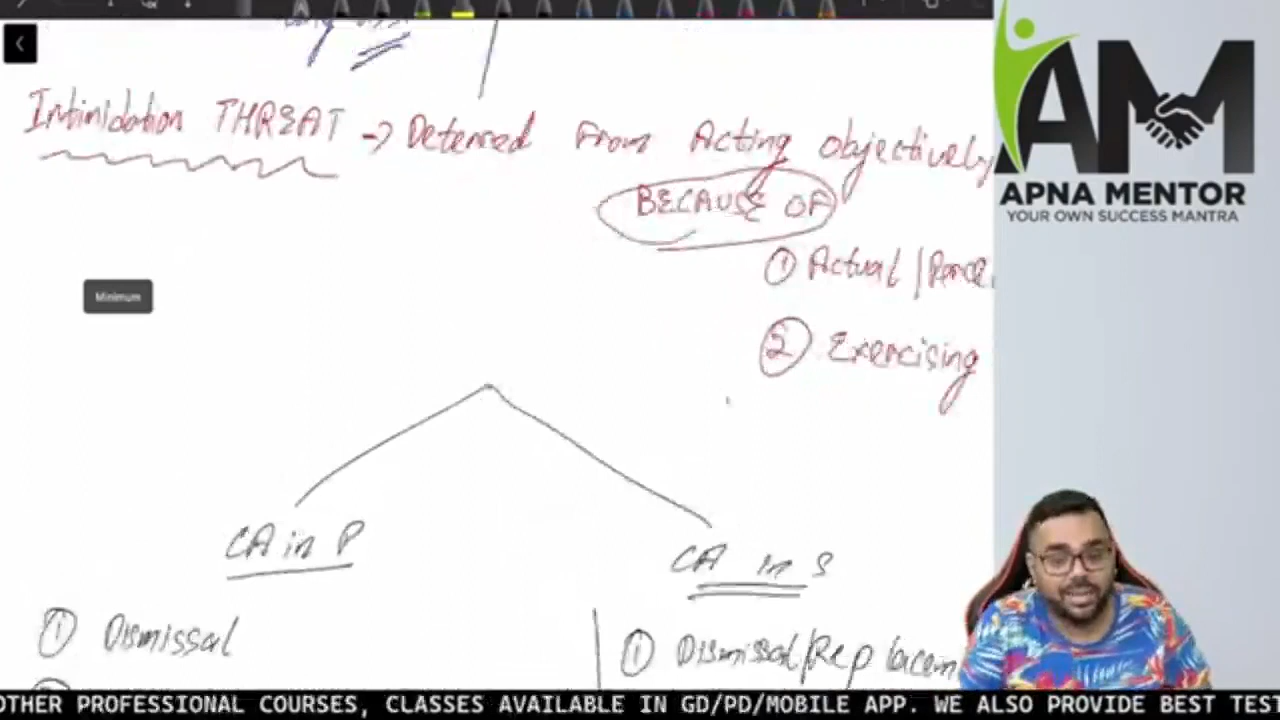 Intimidation THREAT → Deterred From Acting objectively
BECAUSE OF
① Actual /
② Exercising
Minimum
CA in P
CA in S
① Dismissal
① Dismissal/Replacem
AM
APNA MENTOR
YOUR OWN SUCCESS MANTRA
OTHER PROFESSIONAL COURSES, CLASSES AVAILABLE IN GD/PD/MOBILE APP. WE ALSO PROVIDE BEST TES